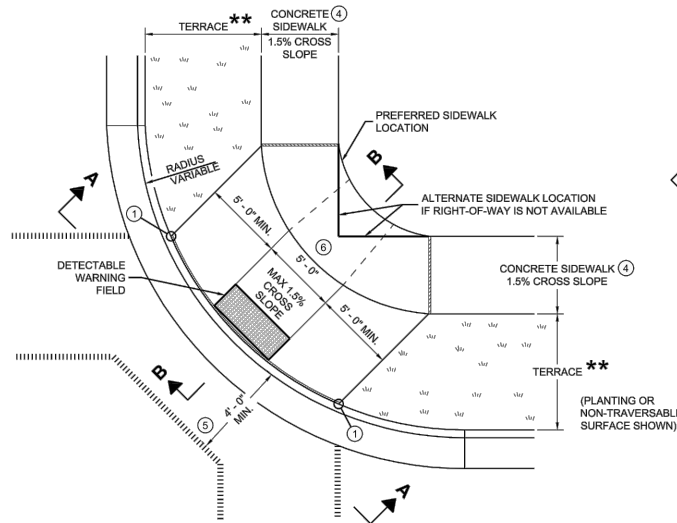 CONCRETE 4
SIDEWALK
1.5% CROSS
SLOPE
TERRACE **
PREFERRED SIDEWALK
LOCATION
RADIUS
VARIABLE
A
B
1
ALTERNATE SIDEWALK LOCATION
IF RIGHT-OF-WAY IS NOT AVAILABLE
5'- 0" MIN.
6
DETECTABLE
WARNING
FIELD
MAX 1.5%
CROSS
SLOPE
5'- 0"
5'- 0" MIN.
CONCRETE SIDEWALK 4
1.5% CROSS SLOPE
TERRACE **
(PLANTING OR
NON-TRAVERSABLE
SURFACE SHOWN)
B
4'- 0"
MIN.
5
1
A